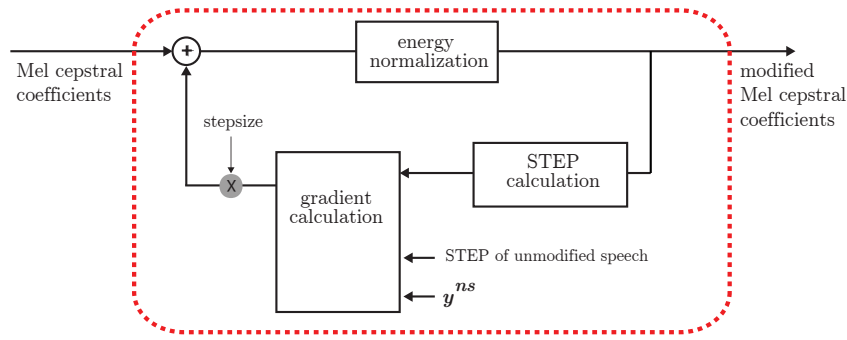 +
energy
normalization
Mel cepstral
coefficients
modified
Mel cepstral
coefficients
stepsize
STEP
calculation
X
gradient
calculation
STEP of unmodified speech
y^ns